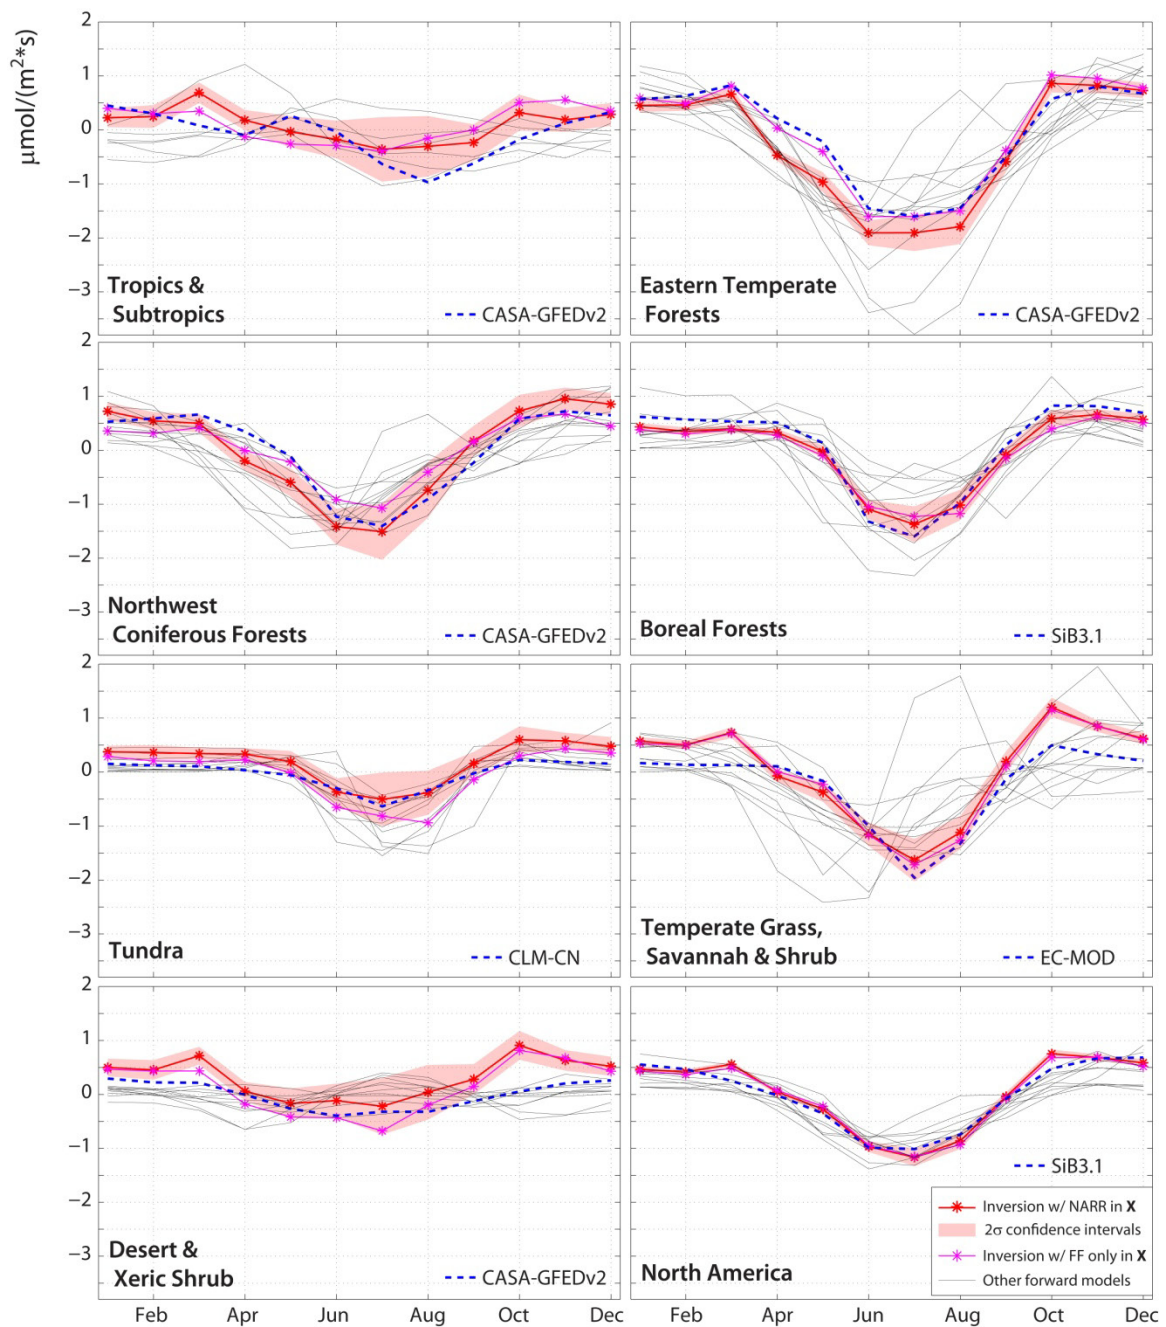 µmol/(m²*s)
2
1
0
−1
−2
−3
Tropics &
Subtropics
CASA-GFEDv2
Eastern Temperate
Forests
CASA-GFEDv2
2
1
0
−1
−2
−3
Northwest
Coniferous Forests
CASA-GFEDv2
Boreal Forests
SiB3.1
2
1
0
−1
−2
−3
Tundra
CLM-CN
Temperate Grass,
Savannah & Shrub
EC-MOD
2
1
0
−1
−2
−3
Desert &
Xeric Shrub
CASA-GFEDv2
SiB3.1
North America
Inversion w/ NARR in X
2σ confidence intervals
Inversion w/ FF only in X
Other forward models
Feb Apr Jun Aug Oct Dec Feb Apr Jun Aug Oct Dec